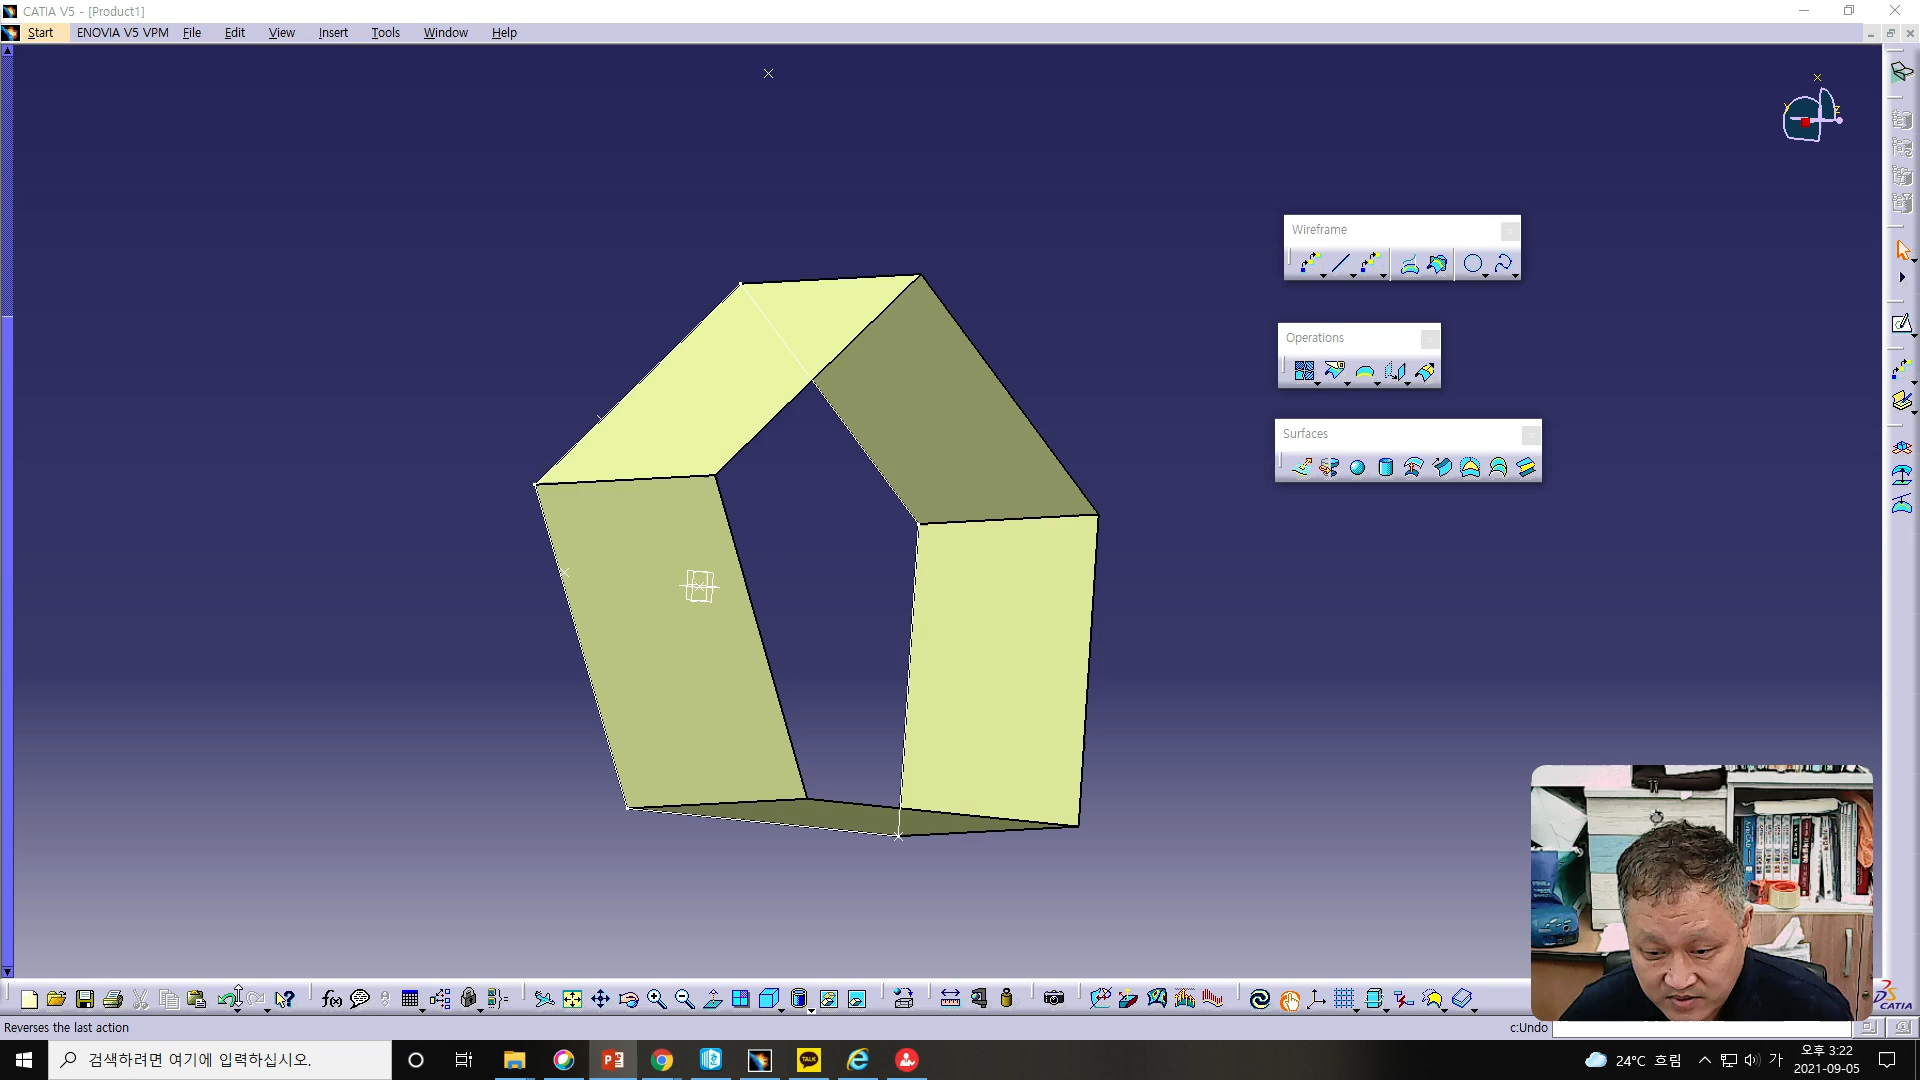 CATIA V5 - [Product1]
Start ENOVIA V5 VPM File Edit View Insert Tools Window Help
Wireframe
Operations
Surfaces
Reverses the last action
c:Undo
CATIA
검색하려면 여기에 입력하십시오.
TALK
24°C 흐림
가
오후 3:22
2021-09-05